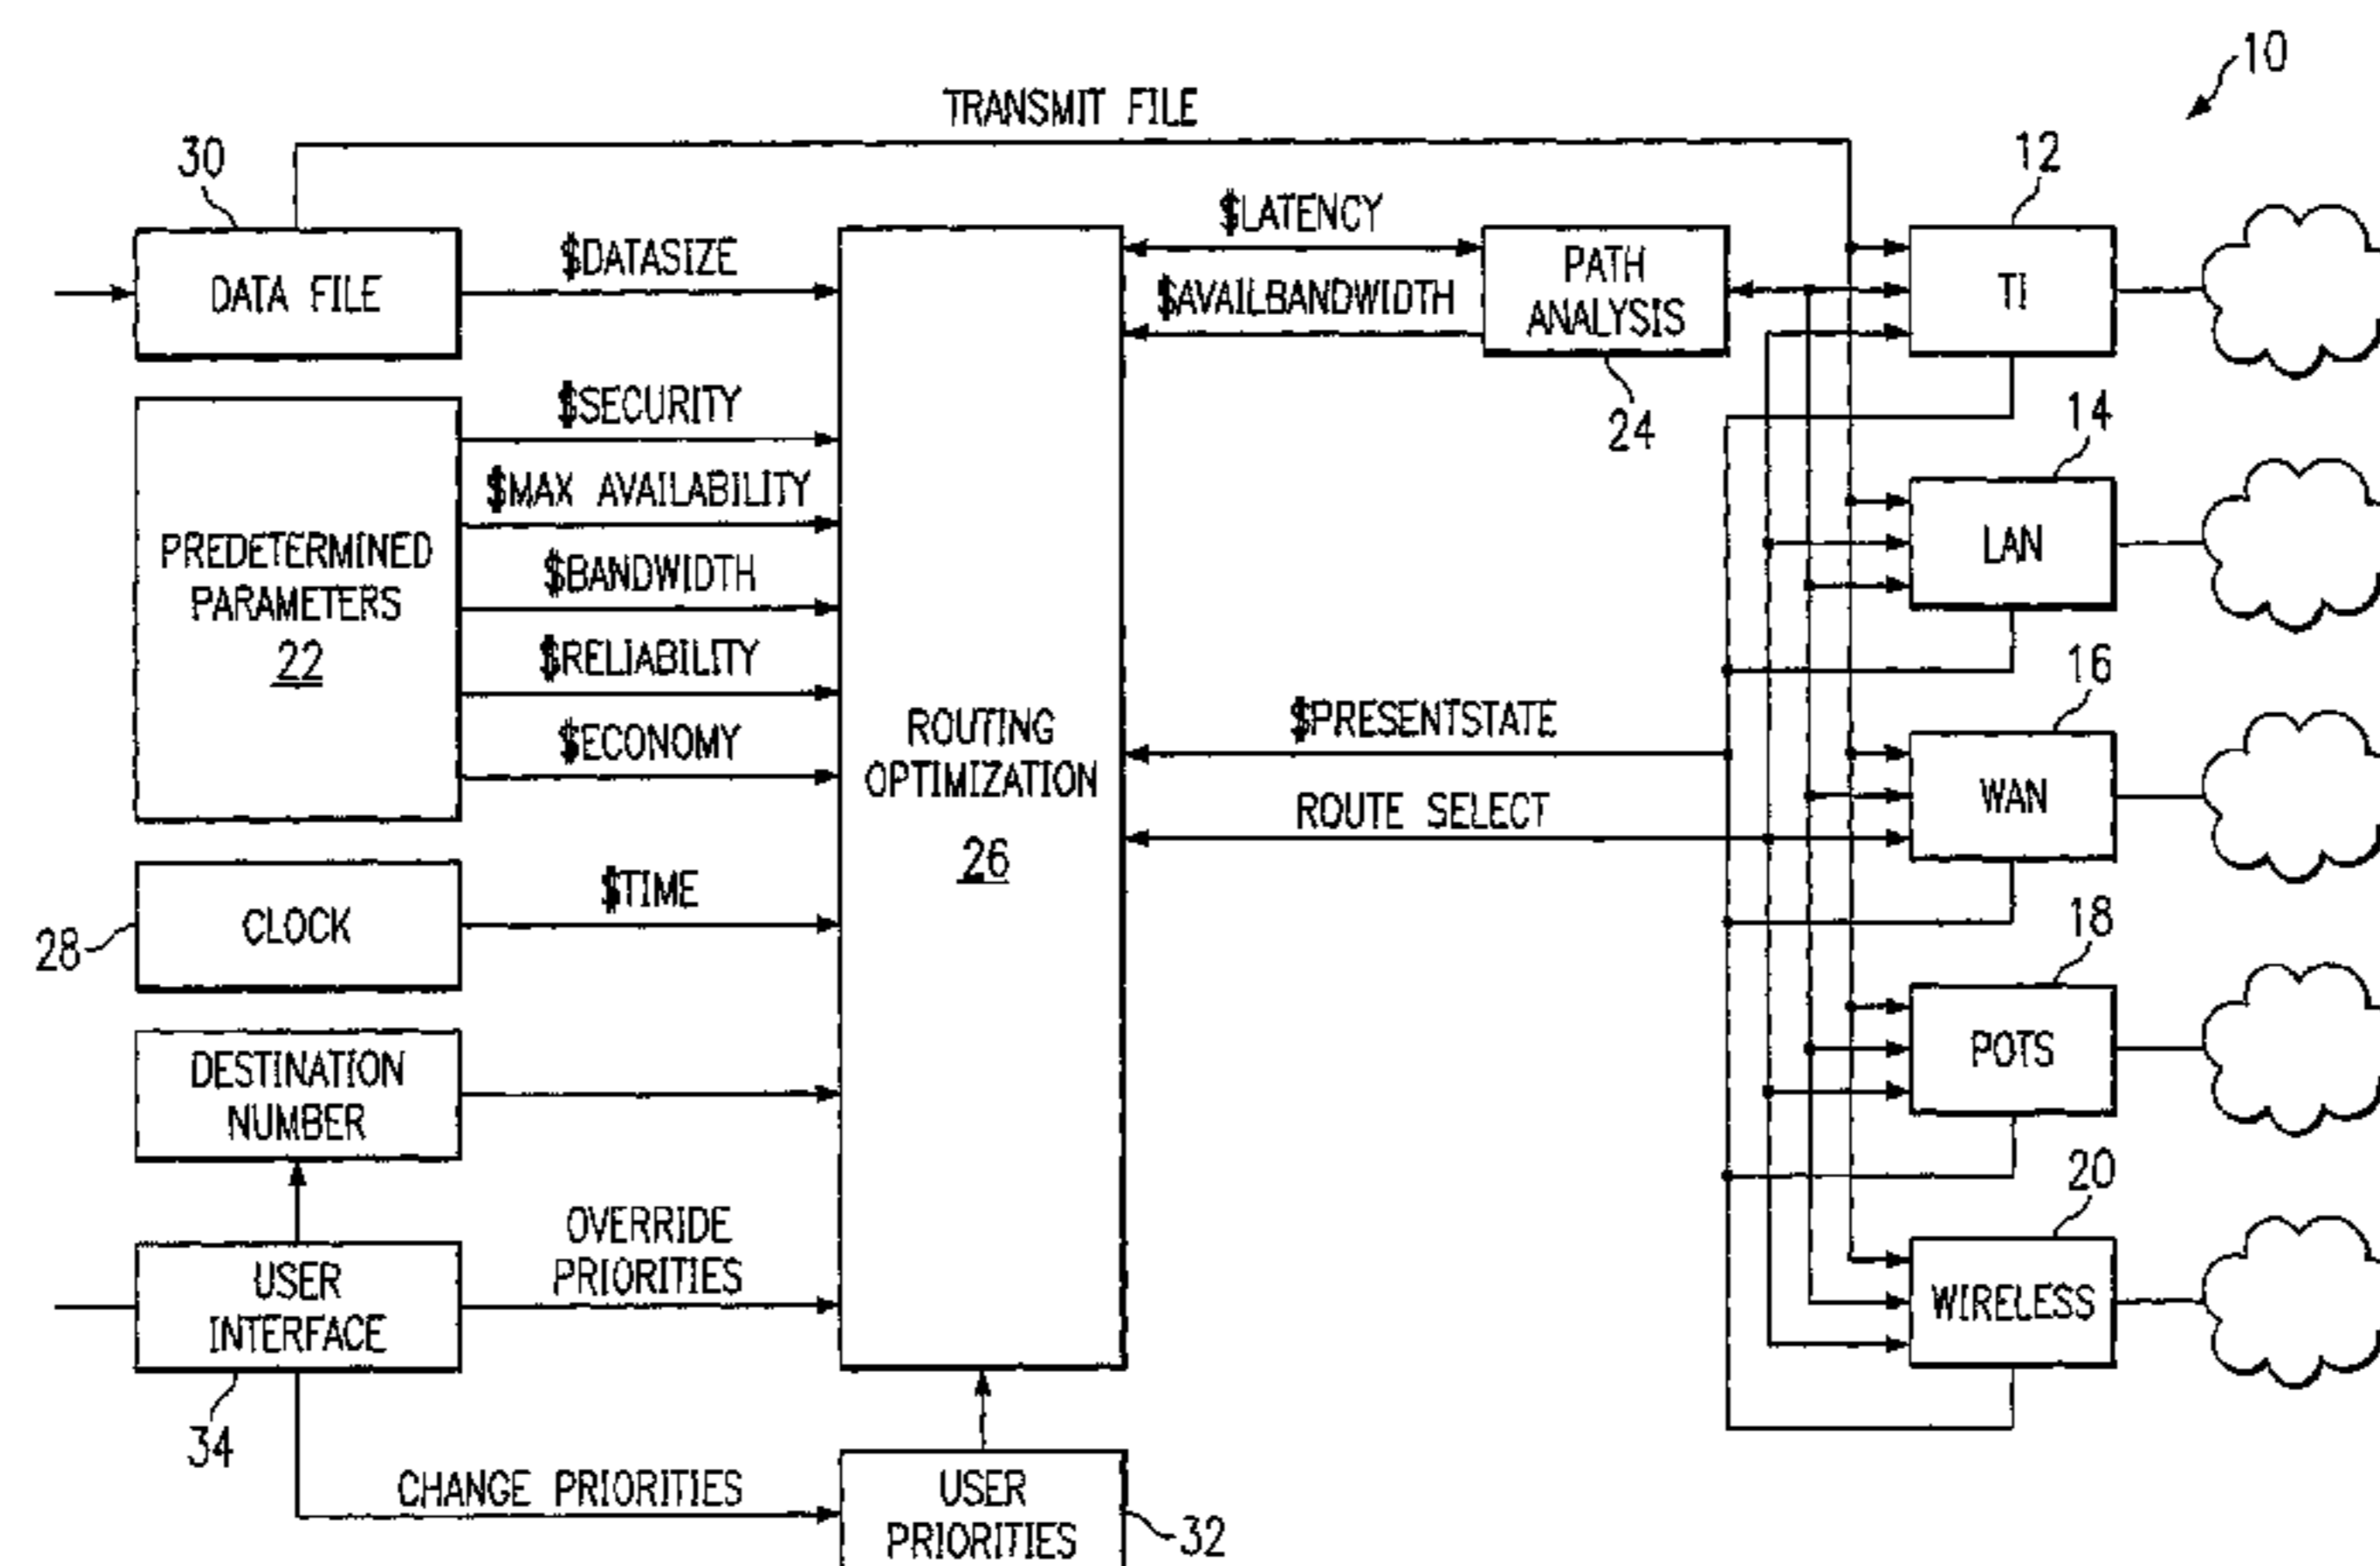 10
TRANSMIT FILE
30
12
$LATENCY
$DATASIZE
DATA FILE
PATH
ANALYSIS
$AVAILBANDWIDTH
TI
24
$SECURITY
14
$MAX AVAILABILITY
LAN
PREDETERMINED
PARAMETERS
22
$BANDWIDTH
$RELIABILITY
16
$ECONOMY
ROUTING
OPTIMIZATION
26
$PRESENTSTATE
ROUTE SELECT
WAN
28
CLOCK
$TIME
18
DESTINATION
NUMBER
POTS
20
OVERRIDE
PRIORITIES
USER
INTERFACE
WIRELESS
34
CHANGE PRIORITIES
USER
PRIORITIES
32